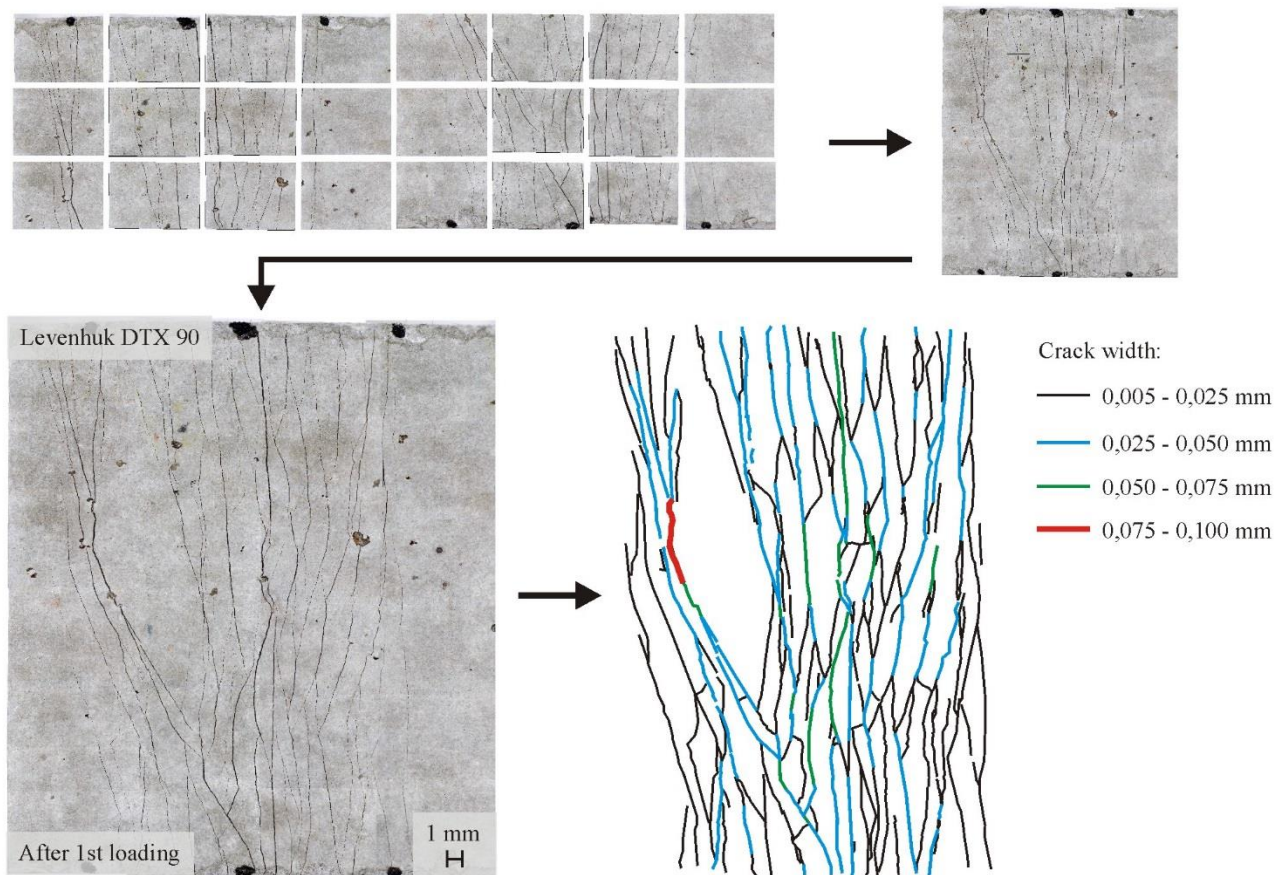 Levenhuk DTX 90
After 1st loading
1 mm
Crack width:
0,005 - 0,025 mm
0,025 - 0,050 mm
0,050 - 0,075 mm
0,075 - 0,100 mm